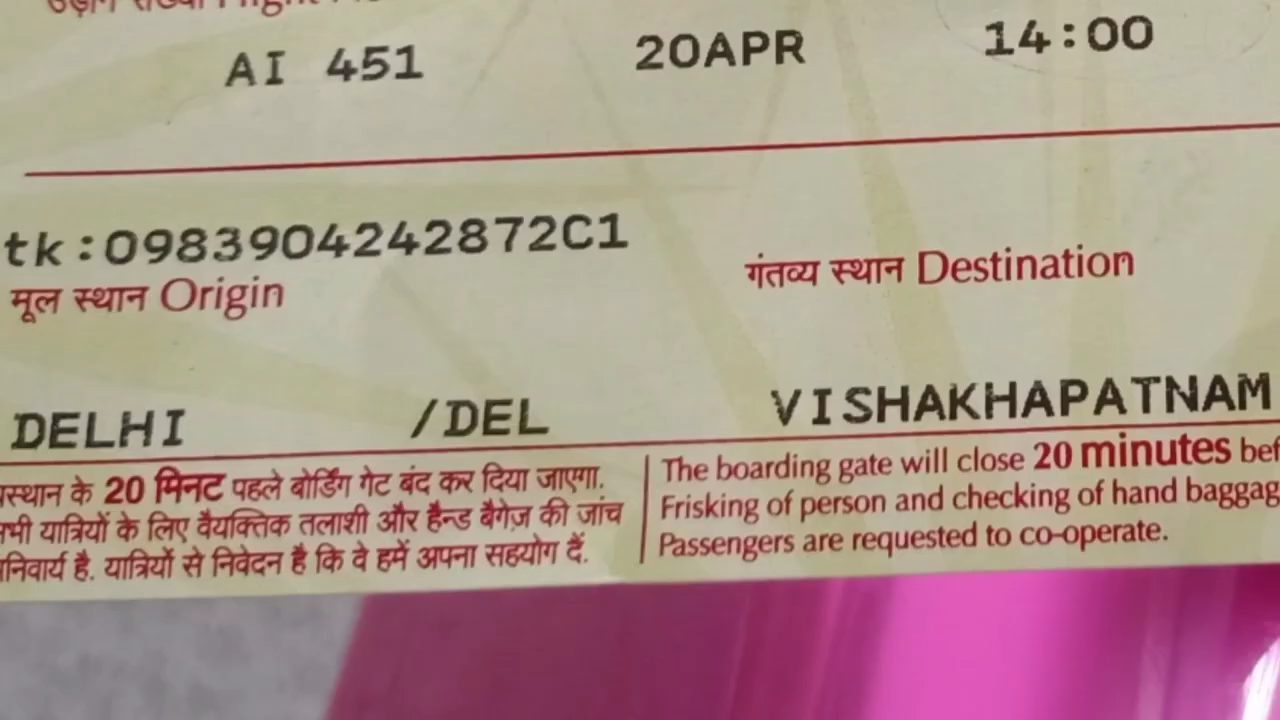 AI 451 20APR 14:00
tk:0983904242872C1
मूल स्थान Origin गंतव्य स्थान Destination
DELHI /DEL VISHAKHAPATNAM
के 20 मिनट पहले बोर्डिंग गेट बंद कर दिया जाएगा.
यात्रियों के लिए वैयक्तिक तलाशी और हैन्ड बैगेज़ की जांच
है. यात्रियों से निवेदन है कि वे हमें अपना सहयोग दें.
The boarding gate will close 20 minutes bef
Frisking of person and checking of hand baggag
Passengers are requested to co-operate.